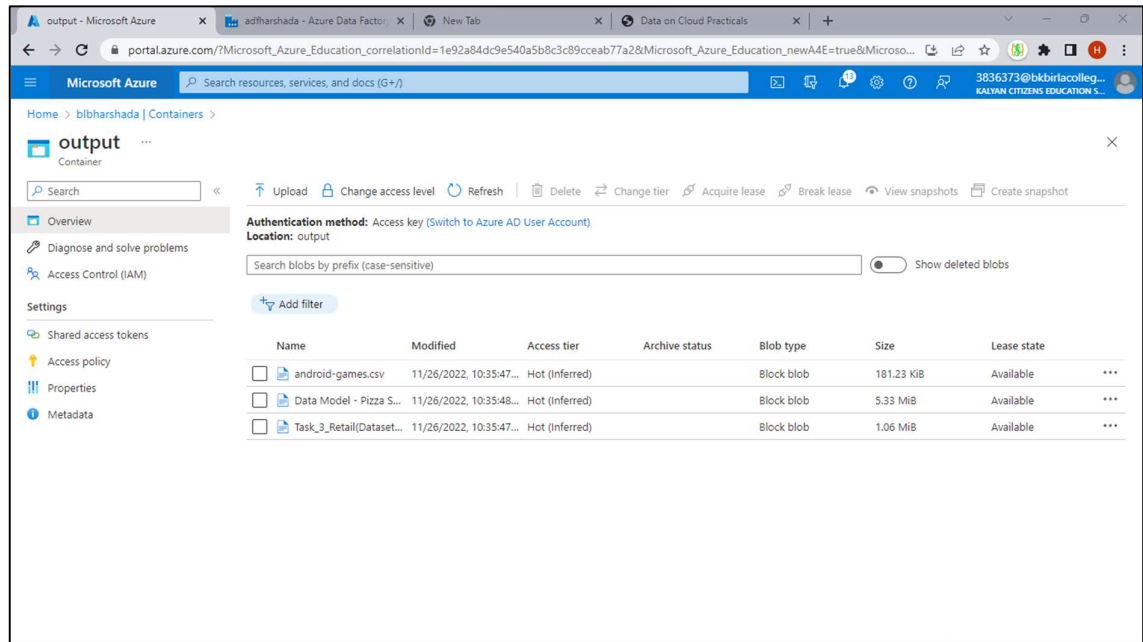 output - Microsoft Azure
adfharshada - Azure Data Factory
New Tab
Data on Cloud Practicals
portal.azure.com/?Microsoft_Azure_Education_correlationId=1e92a84dc9e540a5b8c3c89cceab77a2&Microsoft_Azure_Education_newA4E=true&Microso...
H
Microsoft Azure
Search resources, services, and docs (G+/)
13
3836373@bkbirlacolleg...
KALYAN CITIZENS EDUCATION S...
Home > blbharshada | Containers >
output ...
Container
Search
«
Overview
Diagnose and solve problems
Access Control (IAM)
Settings
Shared access tokens
Access policy
Properties
Metadata
Upload Change access level Refresh Delete Change tier Acquire lease Break lease View snapshots Create snapshot
Authentication method: Access key (Switch to Azure AD User Account)
Location: output
Search blobs by prefix (case-sensitive)
Show deleted blobs
Add filter
Name Modified Access tier Archive status Blob type Size Lease state
android-games.csv 11/26/2022, 10:35:47... Hot (Inferred) Block blob 181.23 KiB Available ...
Data Model - Pizza S... 11/26/2022, 10:35:48... Hot (Inferred) Block blob 5.33 MiB Available ...
Task_3_Retail(Dataset... 11/26/2022, 10:35:47... Hot (Inferred) Block blob 1.06 MiB Available ...